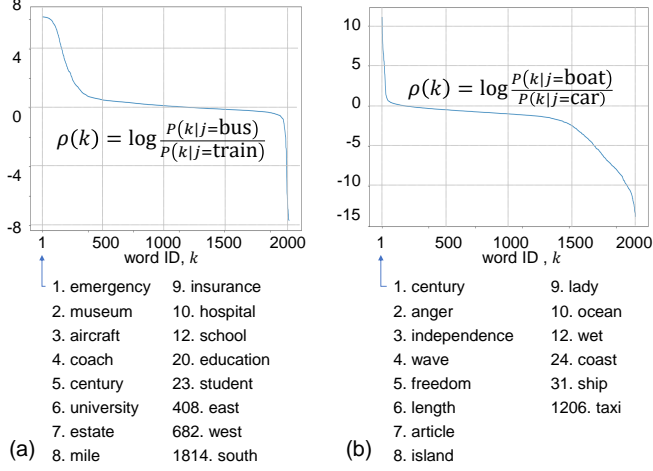 8
4
0
-4
-8
ρ(k) = log P(k|j=bus) / P(k|j=train)
1 500 1000 1500 2000
word ID, k
1. emergency
2. museum
3. aircraft
4. coach
5. century
6. university
7. estate
8. mile
9. insurance
10. hospital
12. school
20. education
23. student
408. east
682. west
1814. south
(a)
10
5
0
-5
-10
-15
ρ(k) = log P(k|j=boat) / P(k|j=car)
1 500 1000 1500 2000
word ID , k
1. century
2. anger
3. independence
4. wave
5. freedom
6. length
7. article
8. island
9. lady
10. ocean
12. wet
24. coast
31. ship
1206. taxi
(b)